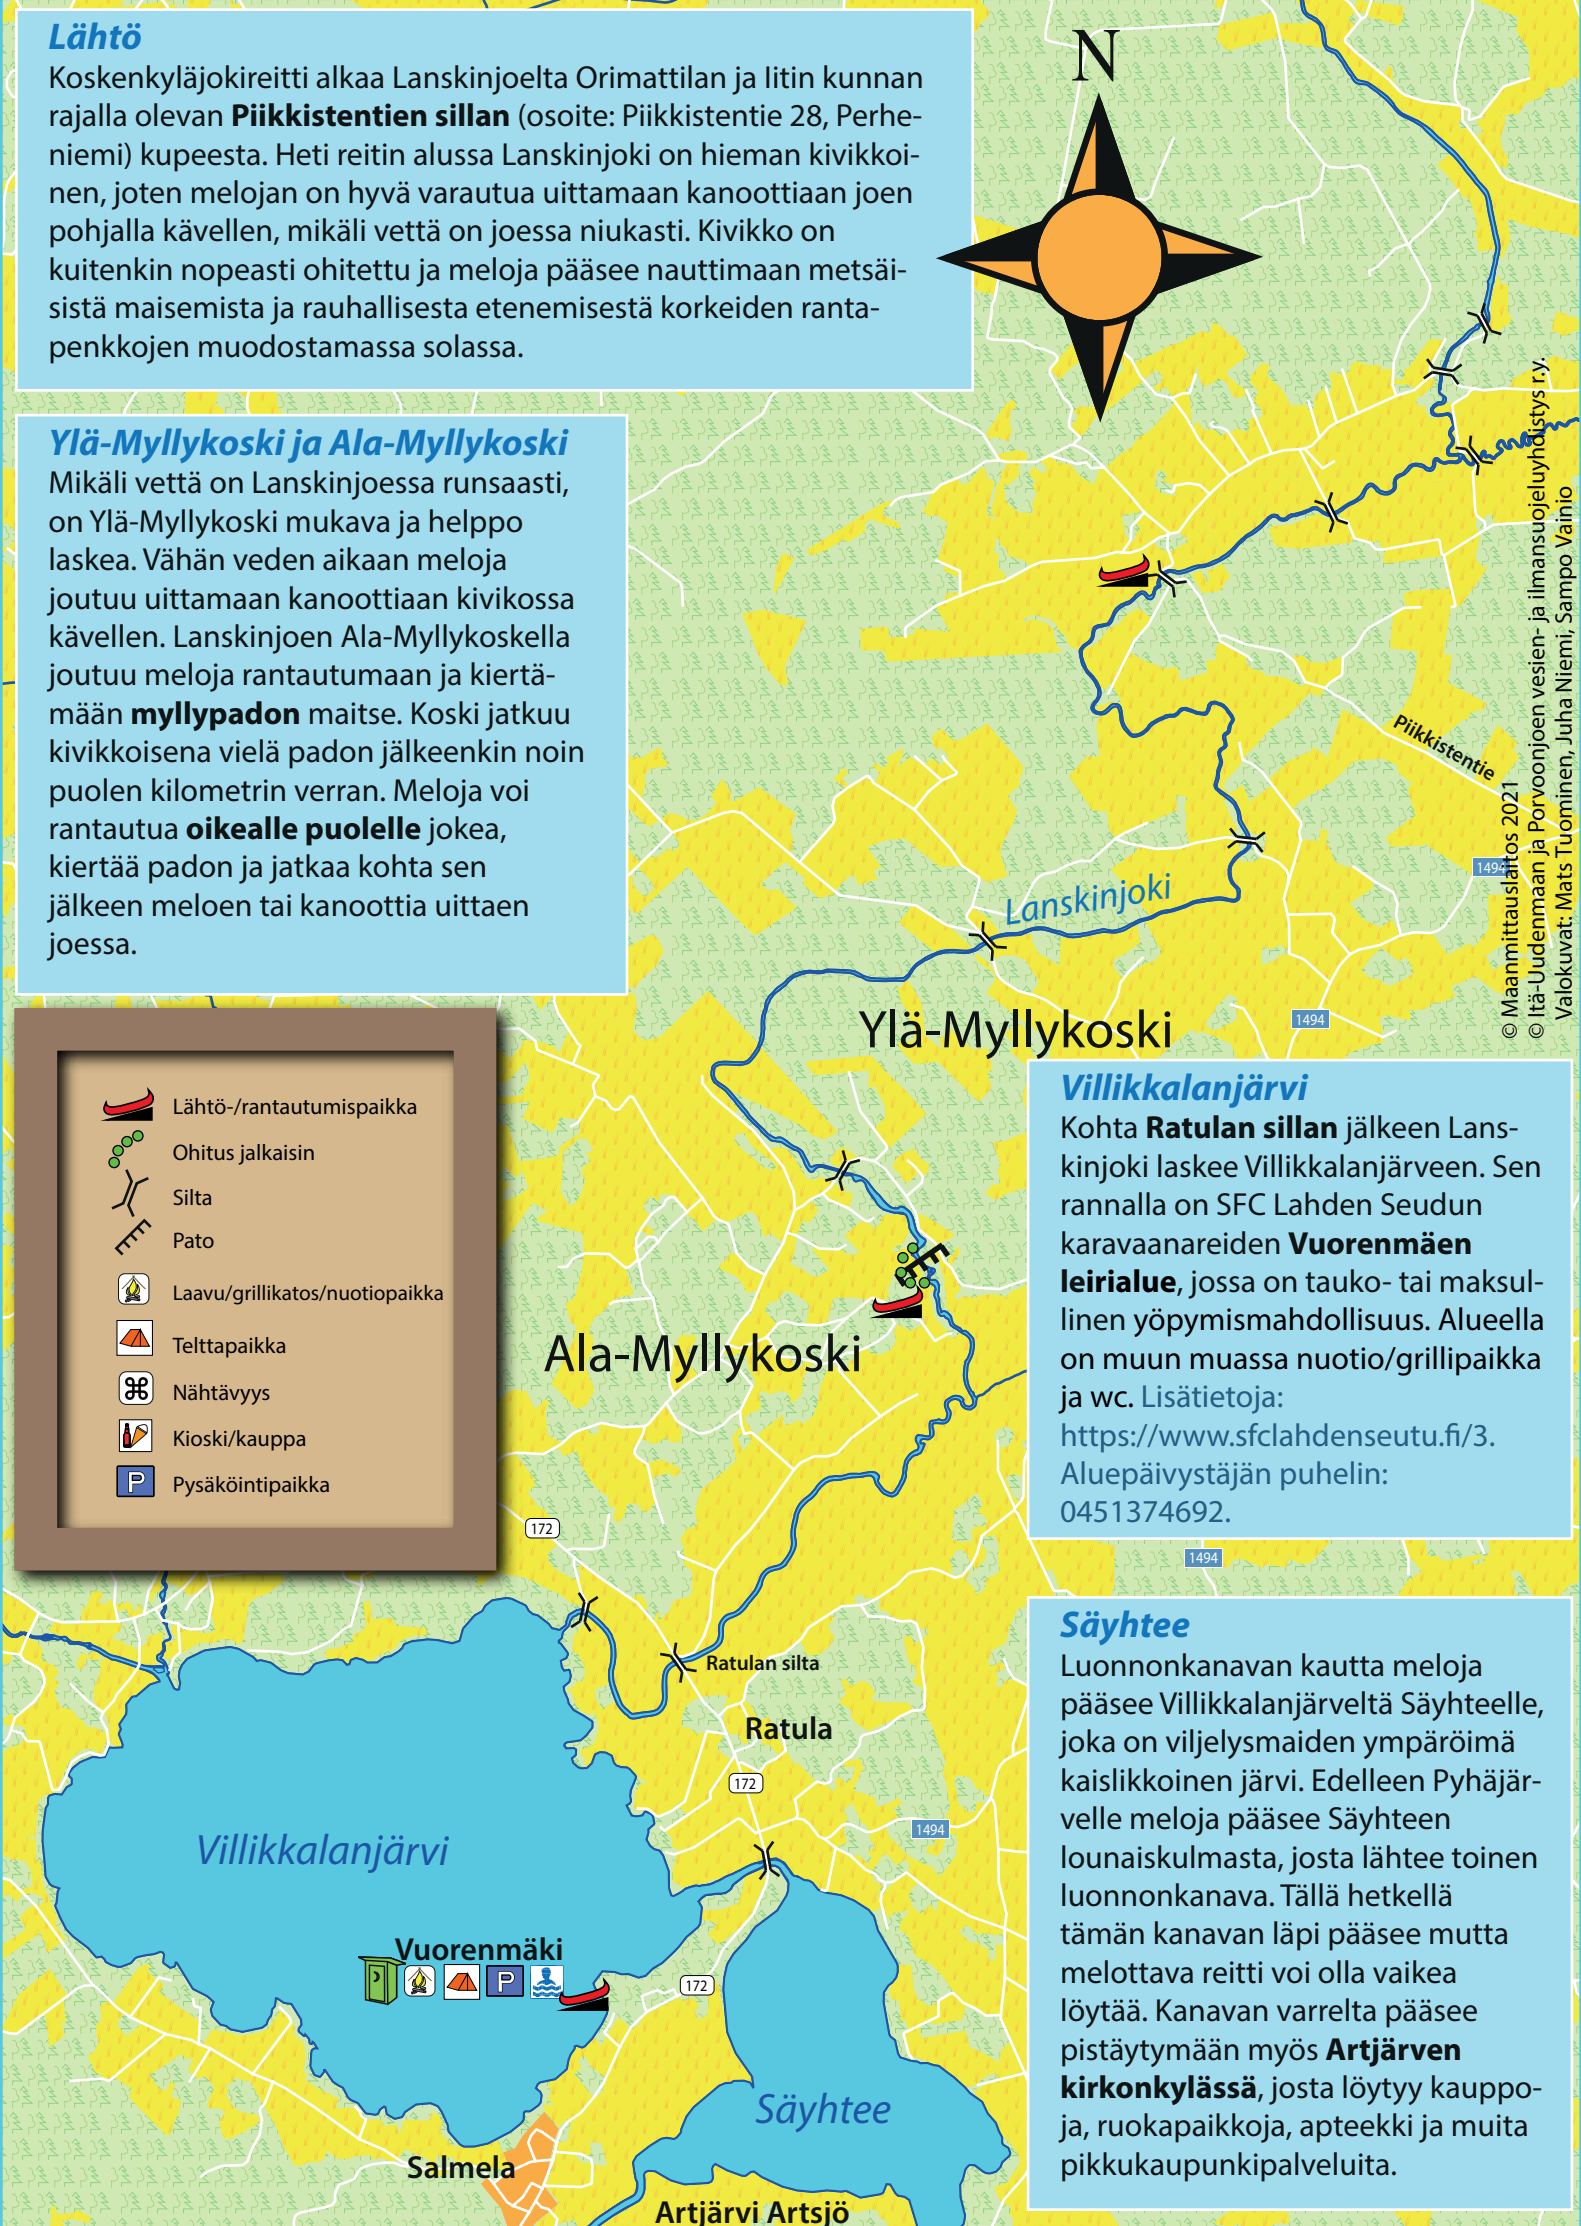 Lähtö
Koskenkyläjokireitti alkaa Lanskinjoelta Orimattilan ja Iitin kunnan
rajalla olevan Piikkistentien sillan (osoite: Piikkistentie 28, Perhe-
niemi) kupeesta. Heti reitin alussa Lanskinjoki on hieman kivikkoi-
nen, joten melojan on hyvä varautua uittamaan kanoottiaan joen
pohjalla kävellen, mikäli vettä on joessa niukasti. Kivikko on
kuitenkin nopeasti ohitettu ja meloja pääsee nauttimaan metsäi-
sistä maisemista ja rauhallisesta etenemisestä korkeiden ranta-
penkkojen muodostamassa solassa.
N
Ylä-Myllykoski ja Ala-Myllykoski
Mikäli vettä on Lanskinjoessa runsaasti,
on Ylä-Myllykoski mukava ja helppo
laskea. Vähän veden aikaan meloja
joutuu uittamaan kanoottiaan kivikossa
kävellen. Lanskinjoen Ala-Myllykoskella
joutuu meloja rantautumaan ja kiertä-
mään myllypadon maitse. Koski jatkuu
kivikkoisena vielä padon jälkeenkin noin
puolen kilometrin verran. Meloja voi
rantautua oikealle puolelle jokea,
kiertää padon ja jatkaa kohta sen
jälkeen meloen tai kanoottia uittaen
joessa.
Piikkistentie
1494
Lanskinjoki
Ylä-Myllykoski
1494
© Maanmittauslaitos 2021
© Itä-Uudenmaan ja Porvoonjoen vesien- ja ilmansuojeluyhdistys r.y.
Valokuvat: Mats Tuominen, Juha Niemi, Sampo Vainio
Lähtö-/rantautumispaikka
Ohitus jalkaisin
Silta
Pato
Laavu/grillikatos/nuotiopaikka
Telttapaikka
Nähtävyys
Kioski/kauppa
P Pysäköintipaikka
Ala-Myllykoski
Villikkalanjärvi
Kohta Ratulan sillan jälkeen Lans-
kinjoki laskee Villikkalanjärveen. Sen
rannalla on SFC Lahden Seudun
karavaanareiden Vuorenmäen
leirialue, jossa on tauko- tai maksul-
linen yöpymismahdollisuus. Alueella
on muun muassa nuotio/grillipaikka
ja wc. Lisätietoja:
https://www.sfclahdenseutu.fi/3.
Aluepäivystäjän puhelin:
0451374692.
172
1494
Ratulan silta
Ratula
172
1494
Villikkalanjärvi
Vuorenmäki
P
172
Säyhtee
Salmela
Artjärvi Artsjö
Säyhtee
Luonnonkanavan kautta meloja
pääsee Villikkalanjärveltä Säyhteelle,
joka on viljelysmaiden ympäröimä
kaislikkoinen järvi. Edelleen Pyhäjär-
velle meloja pääsee Säyhteen
lounaiskulmasta, josta lähtee toinen
luonnonkanava. Tällä hetkellä
tämän kanavan läpi pääsee mutta
melottava reitti voi olla vaikea
löytää. Kanavan varrelta pääsee
pistäytymään myös Artjärven
kirkonkylässä, josta löytyy kauppo-
ja, ruokapaikkoja, apteekki ja muita
pikkukaupunkipalveluita.